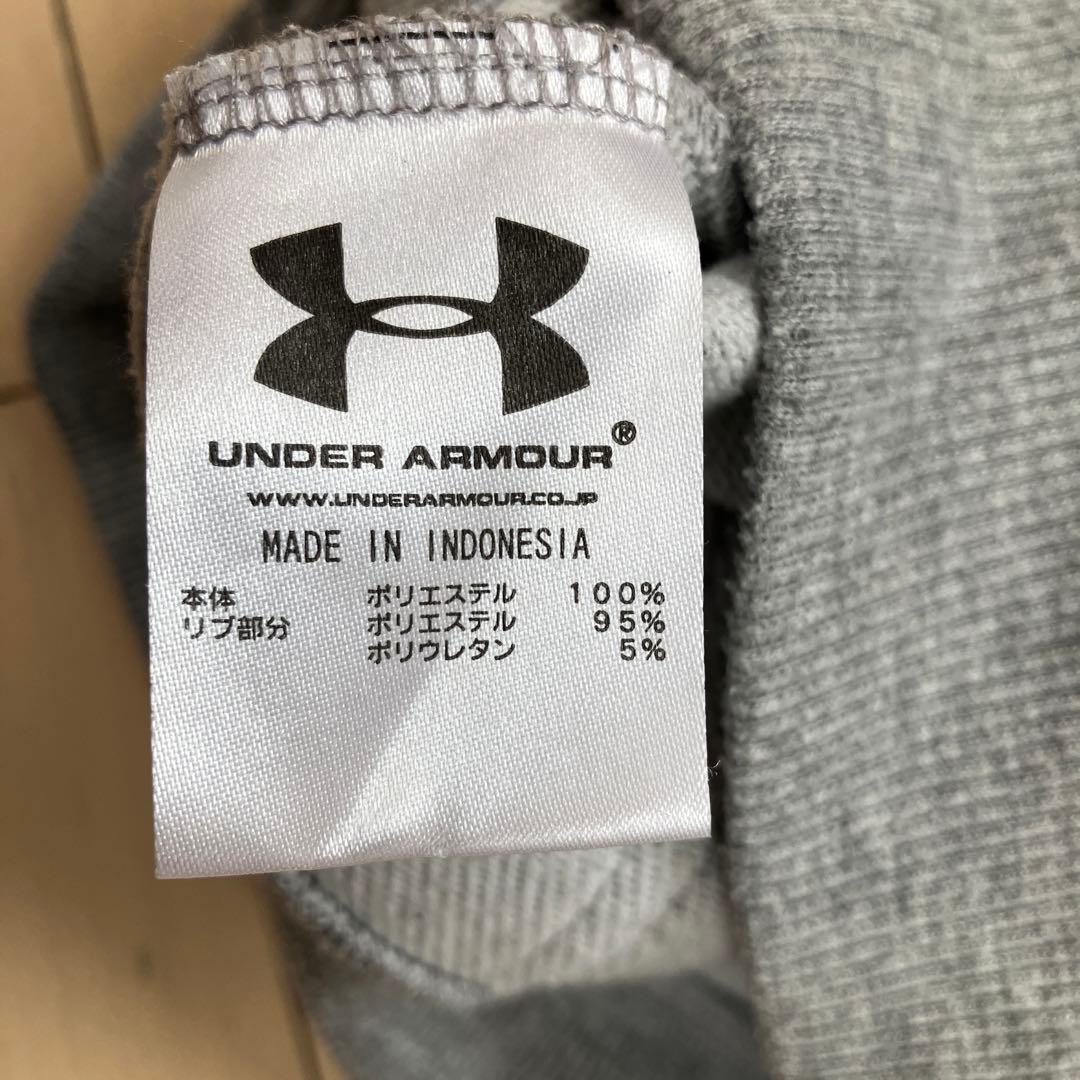 UNDER ARMOUR®
WWW.UNDERARMOUR.CO.JP
MADE IN INDONESIA
本体 ポリエステル 100%
リブ部分 ポリエステル 95%
ポリウレタン 5%